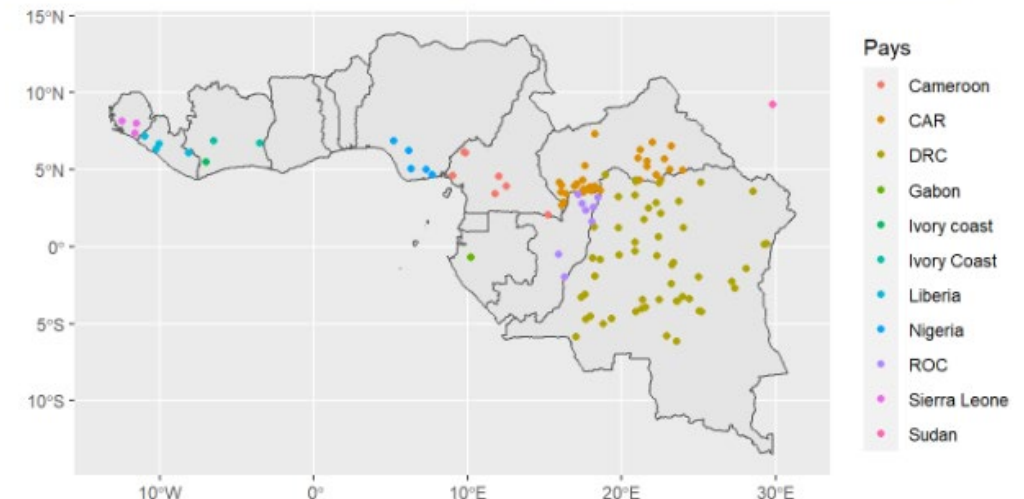 15°N
10°N
5°N
0°
5°S
10°S
10°W 0° 10°E 20°E 30°E
Pays
Cameroon
CAR
DRC
Gabon
Ivory coast
Ivory Coast
Liberia
Nigeria
ROC
Sierra Leone
Sudan